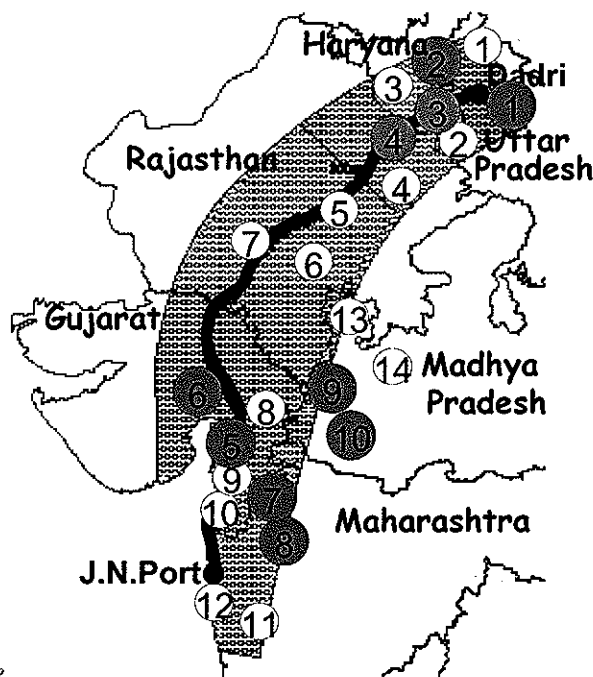 Haryana
1
2
Dadri
3
1
3
4
2
Uttar
Pradesh
Rajasthan
4
5
7
6
13
Gujarat
14
Madhya
Pradesh
6
9
8
10
5
9
7
10
Maharashtra
8
J.N.Port
12
11